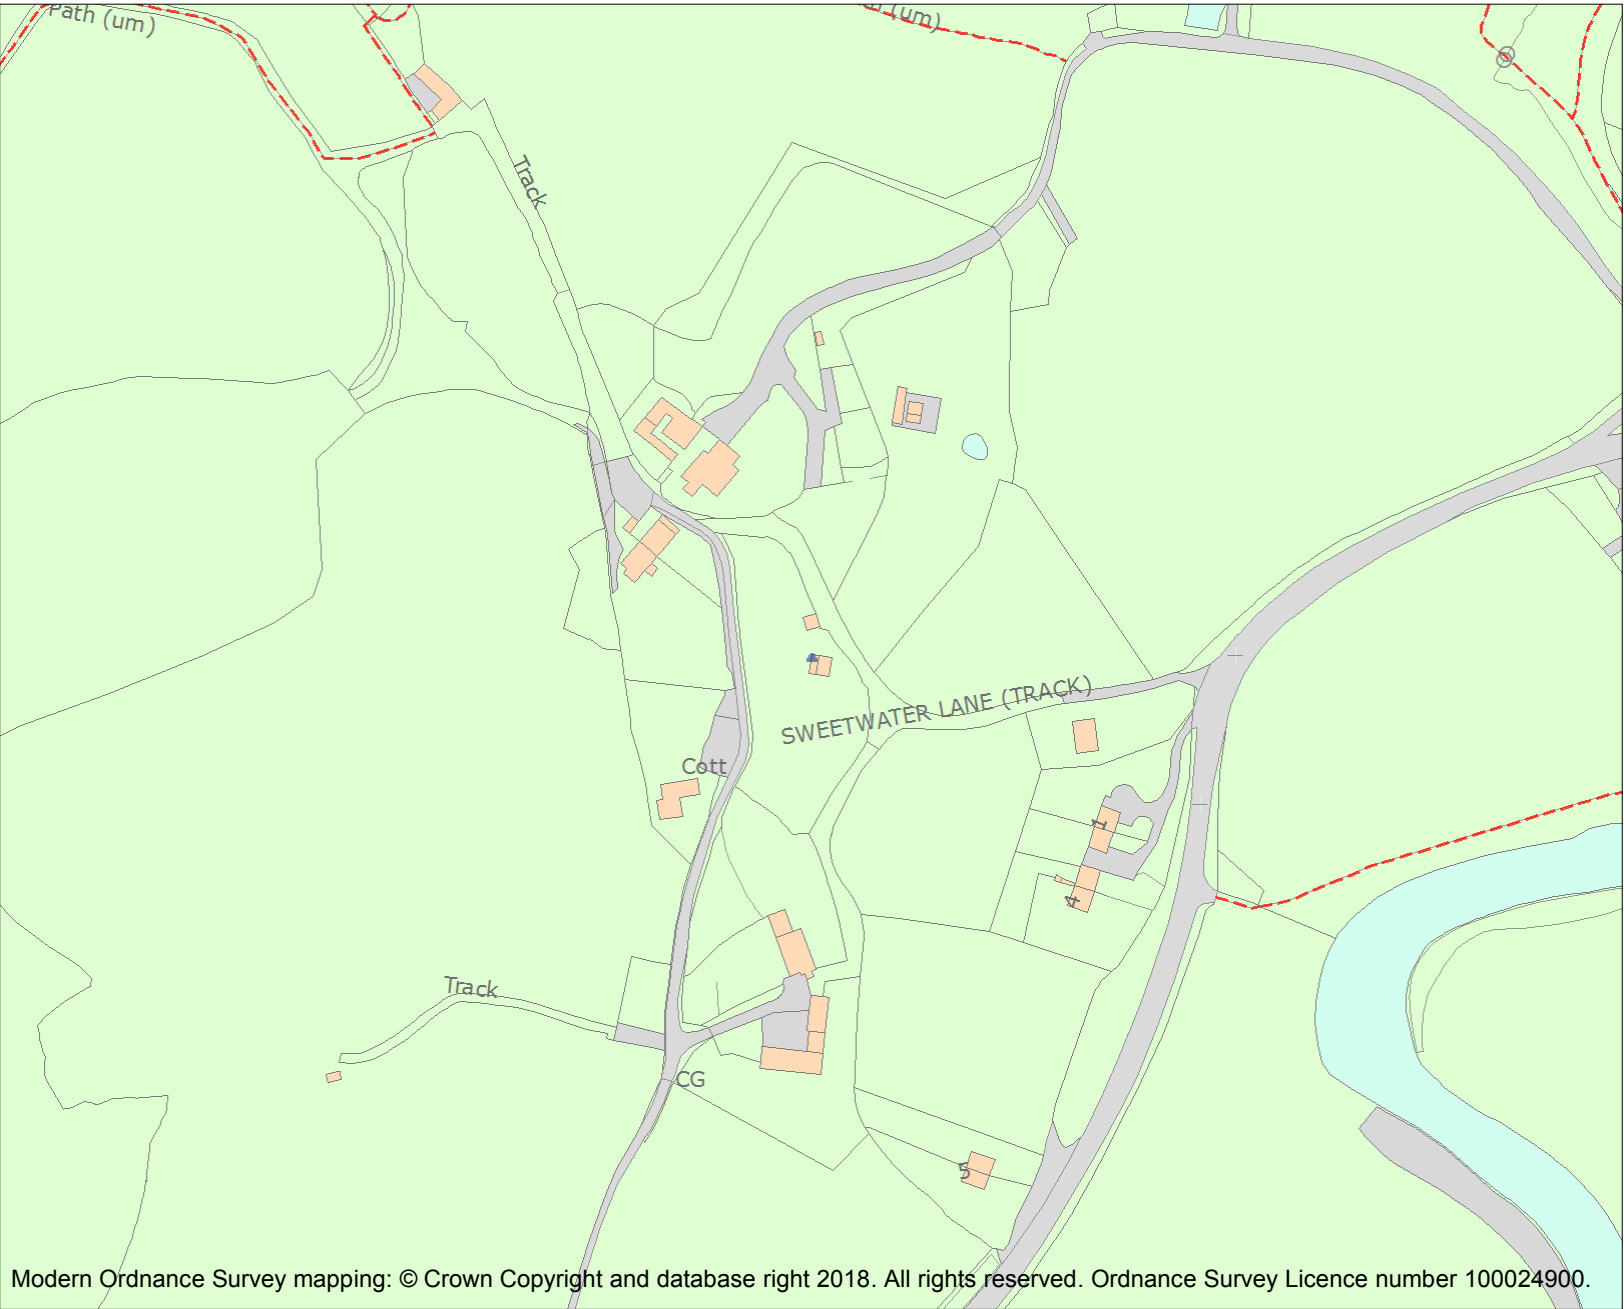 Path (um)
(um)
Track
SWEETWATER LANE (TRACK)
Cott
1
4
Track
CG
5
Modern Ordnance Survey mapping: © Crown Copyright and database right 2018. All rights reserved. Ordnance Survey Licence number 100024900.